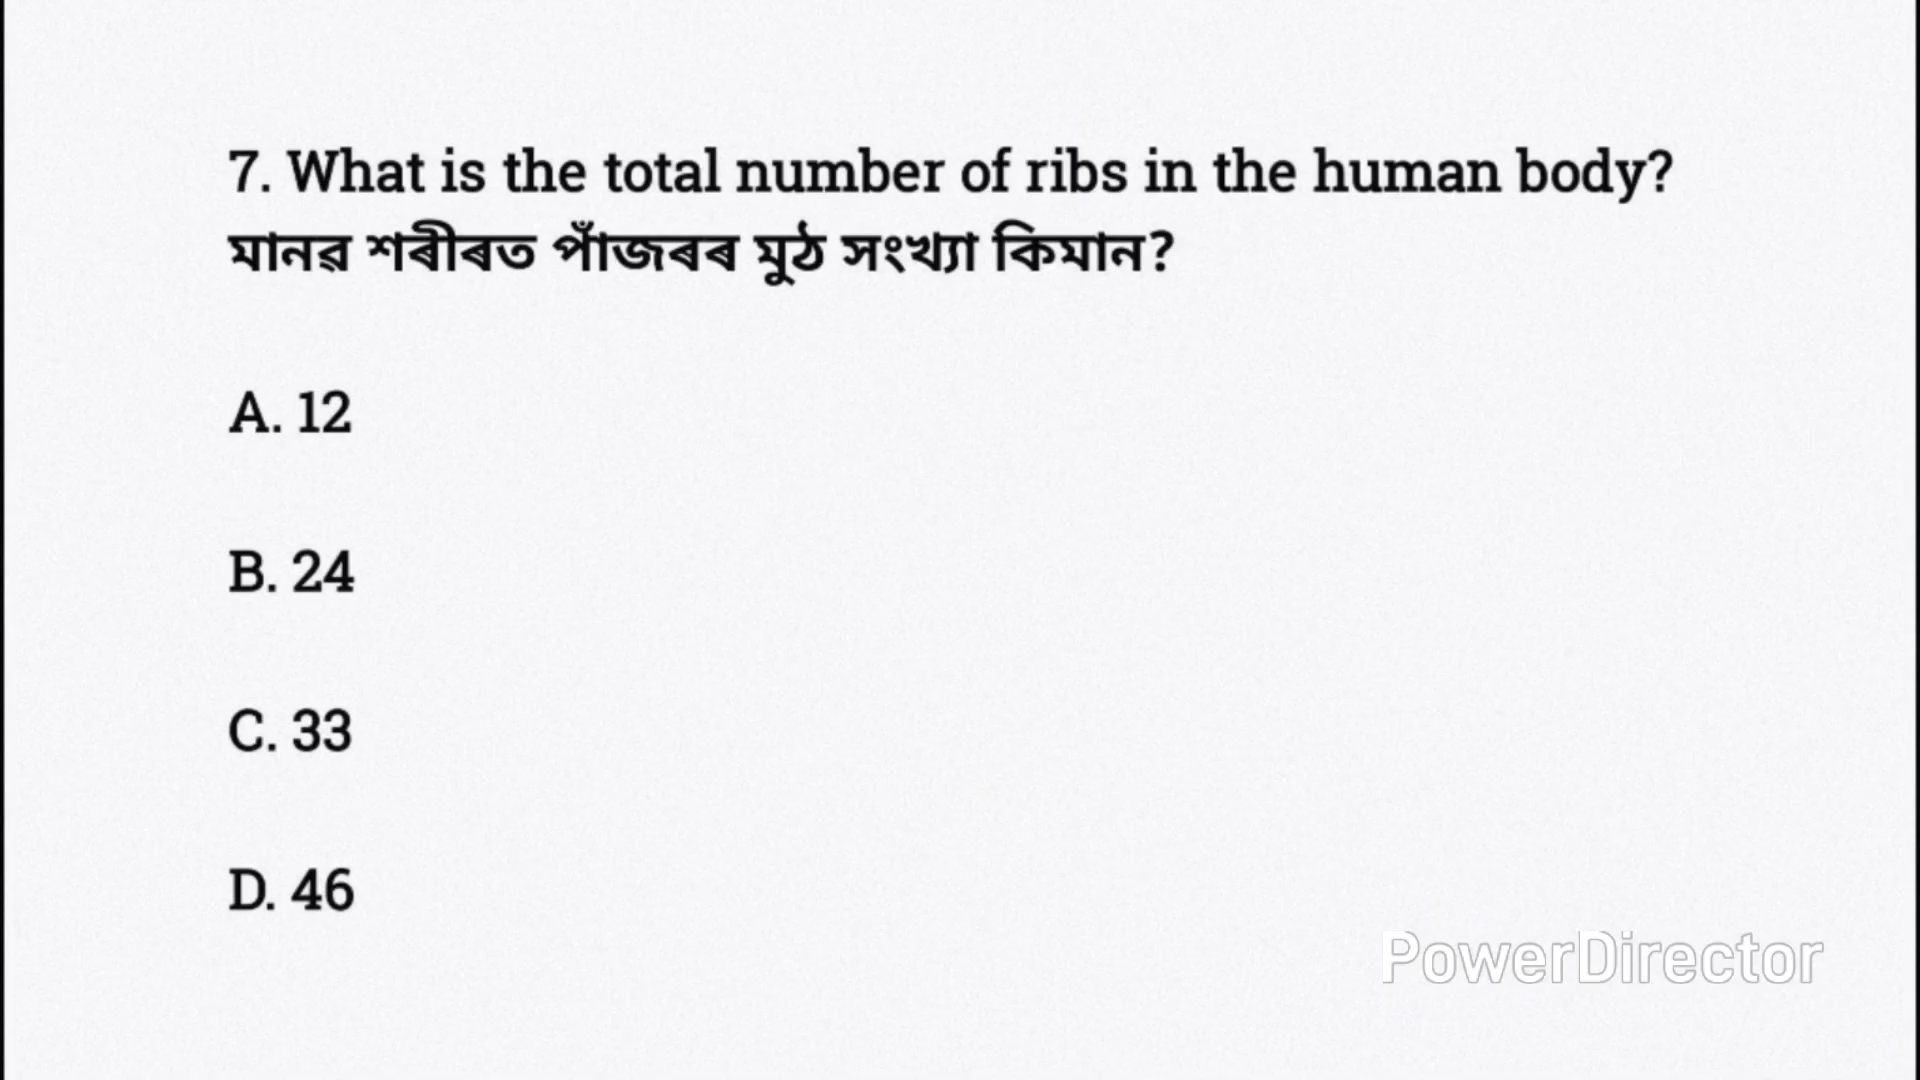 7. What is the total number of ribs in the human body?
মানৱ শৰীৰত পাঁজৰৰ মুঠ সংখ্যা কিমান?
A. 12
B. 24
C. 33
D. 46
PowerDirector